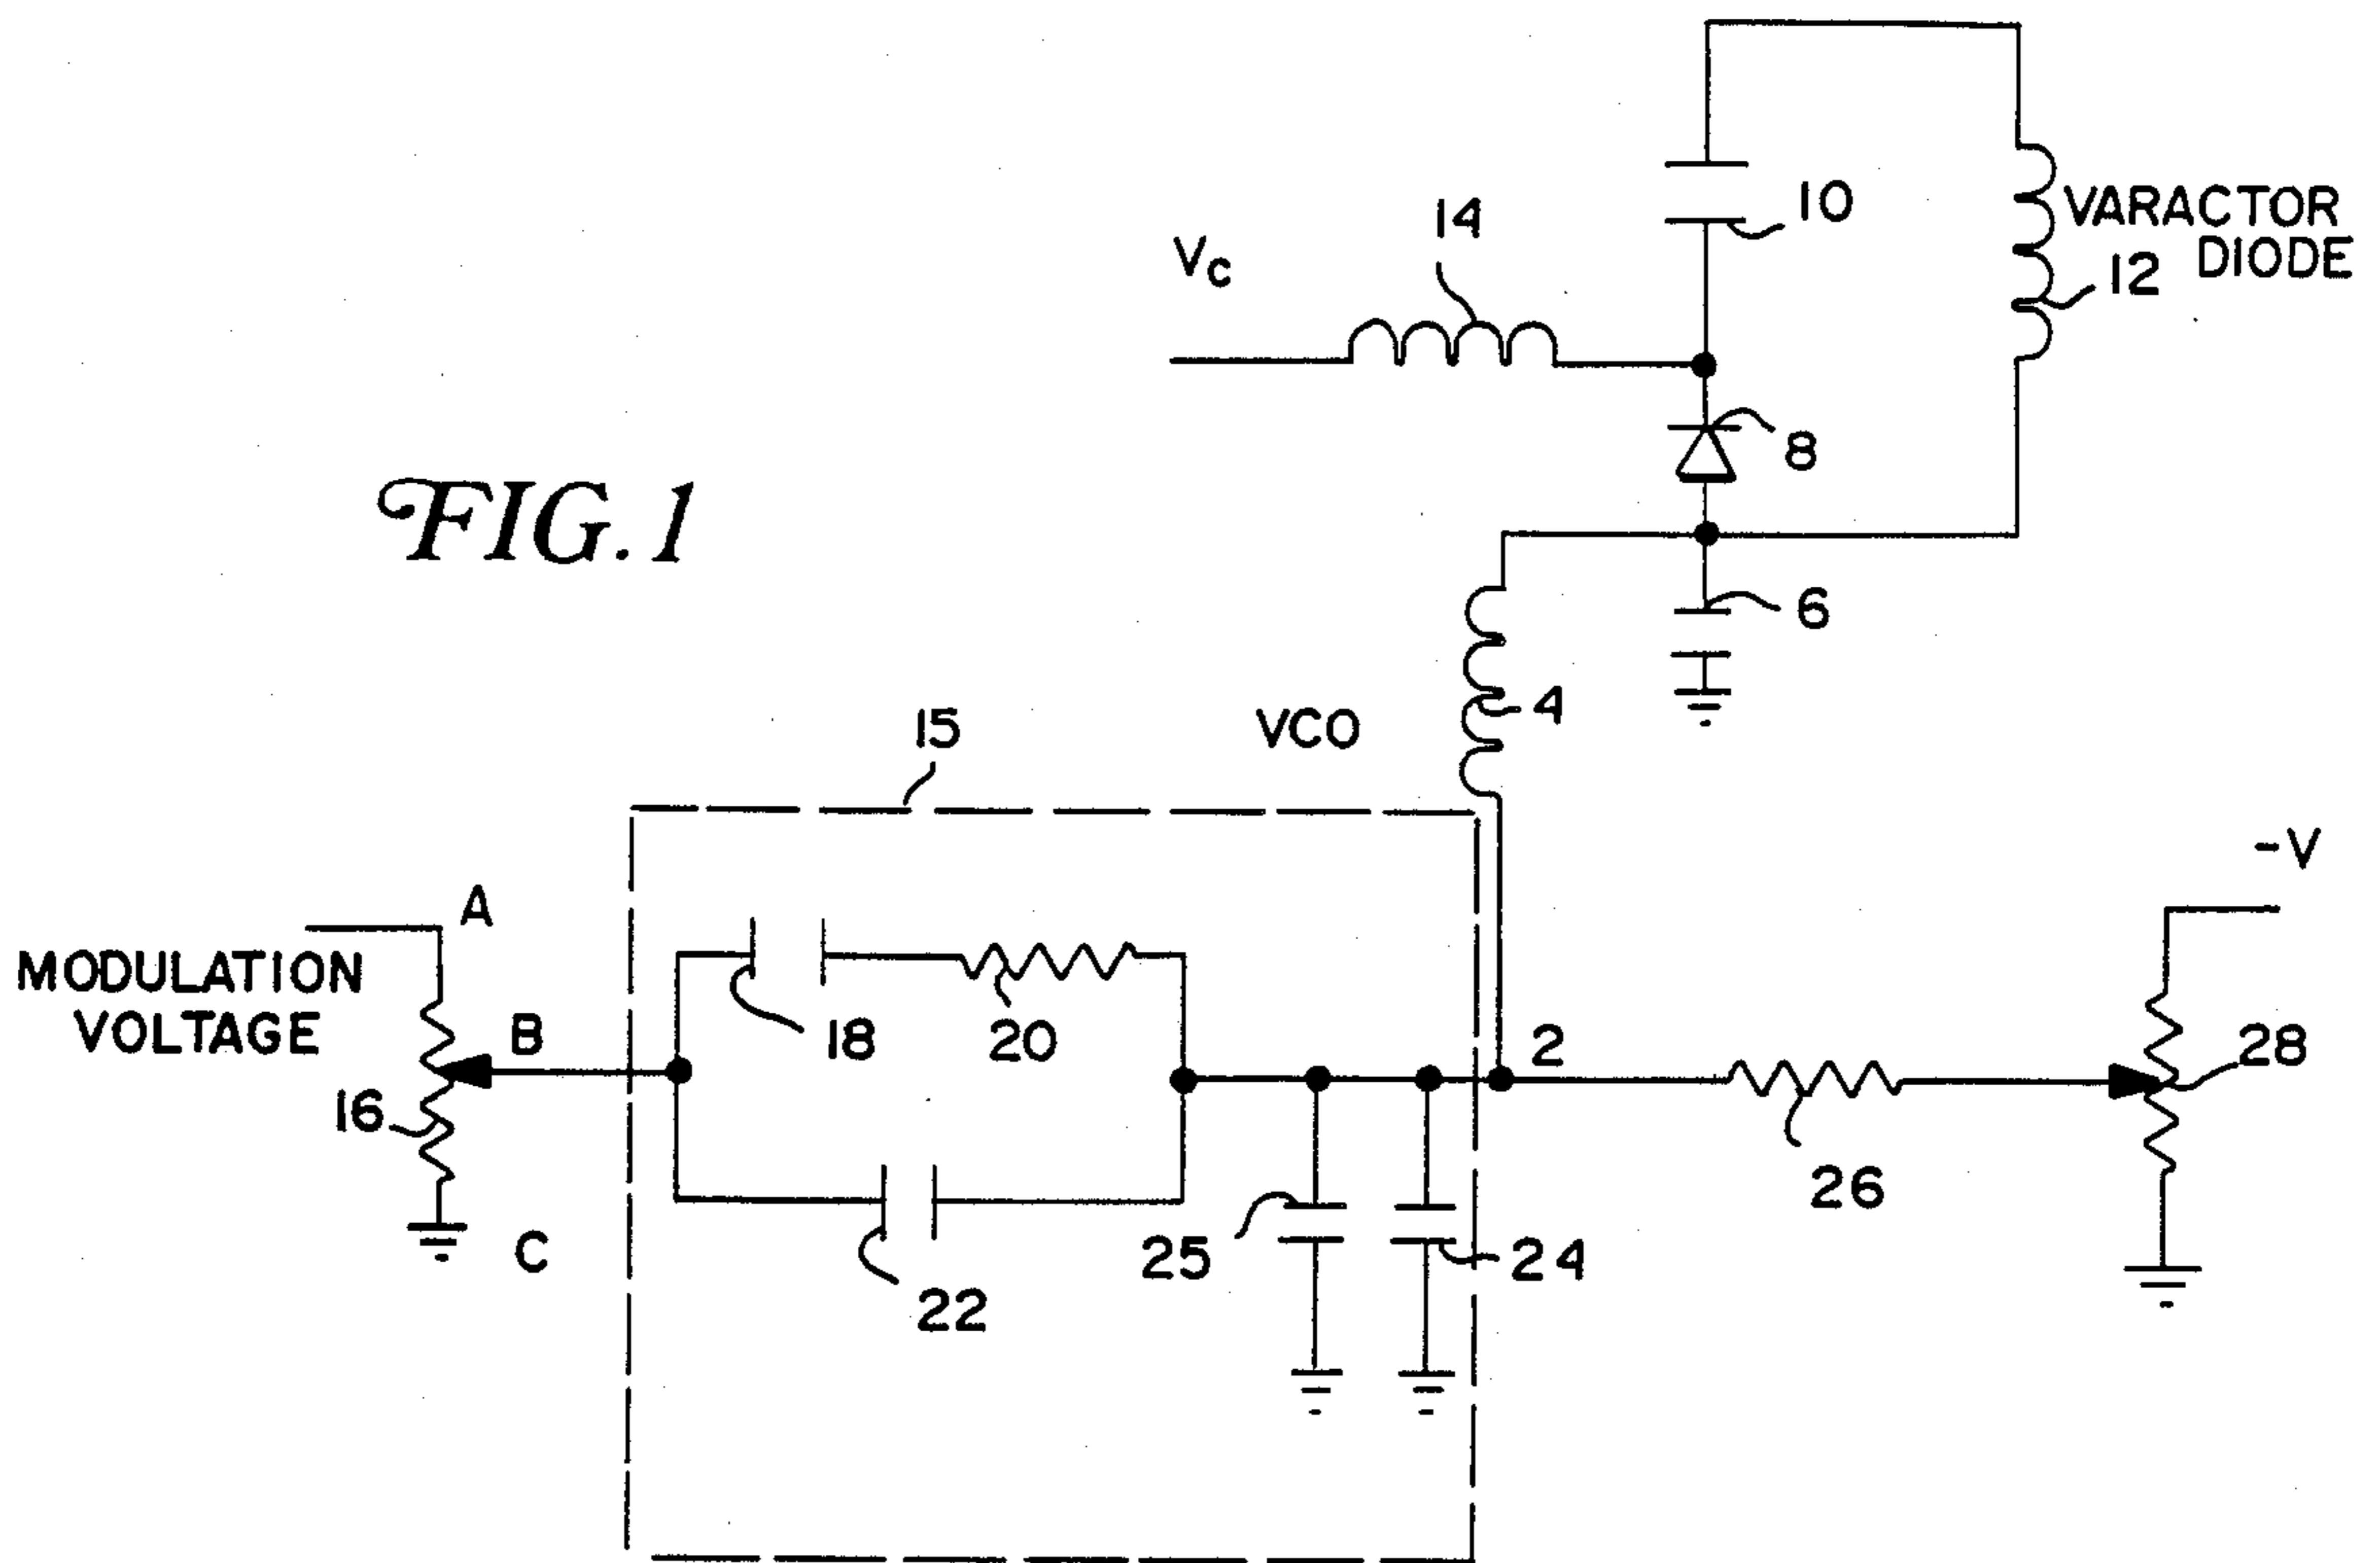 10
VARACTOR
DIODE
12
14
Vc
8
FIG. 1
6
4
VCO
15
-V
A
MODULATION
VOLTAGE
B
16
18
20
2
28
26
C
22
25
24